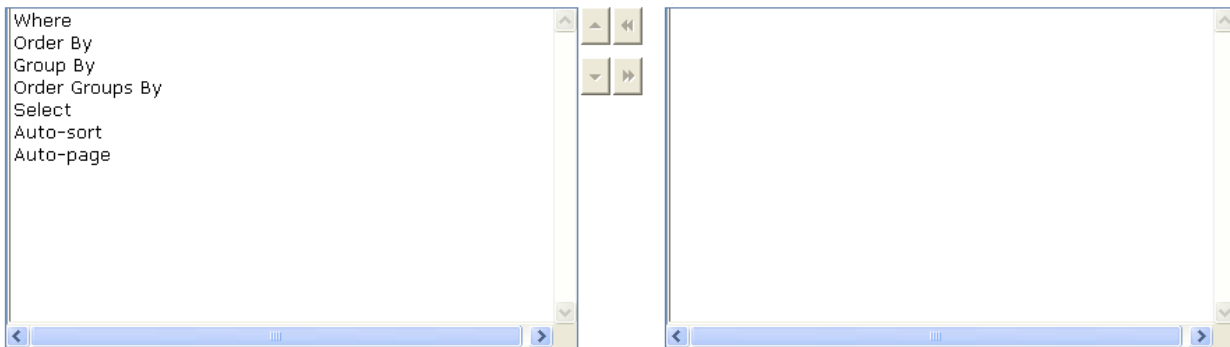 Where
Order By
Group By
Order Groups By
Select
Auto-sort
Auto-page